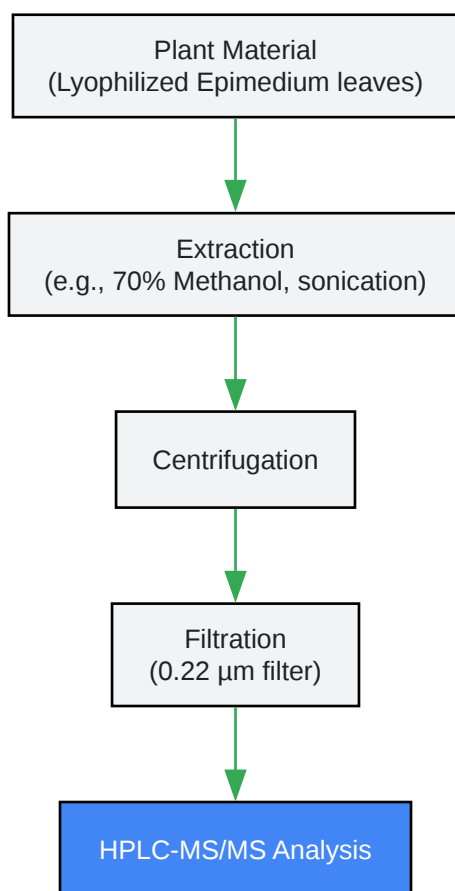 Plant Material
(Lyophilized Epimedium leaves)
Extraction
(e.g., 70% Methanol, sonication)
Centrifugation
Filtration
(0.22 µm filter)
HPLC-MS/MS Analysis